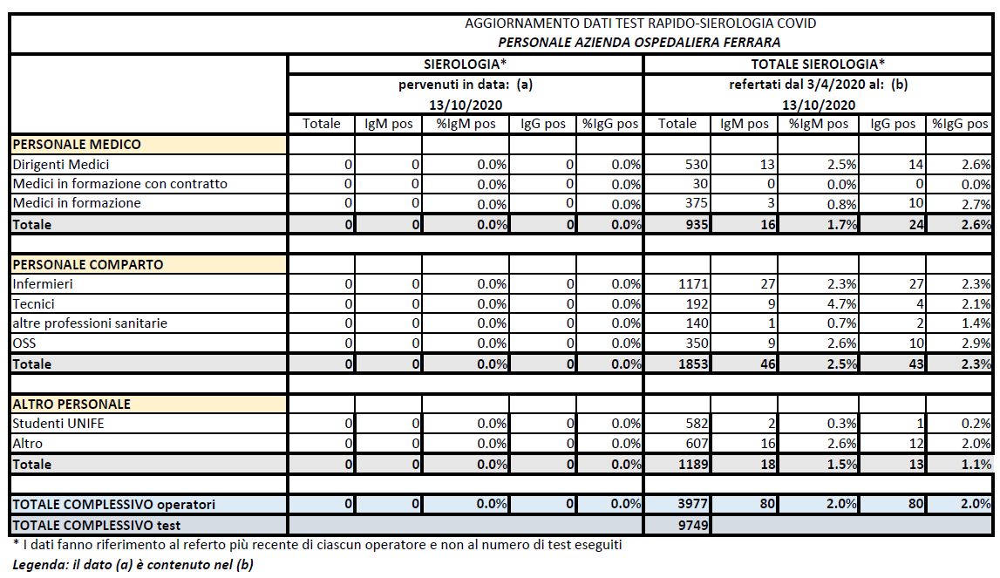 AGGIORNAMENTO DATI TEST RAPIDO-SIEROLOGIA COVID
PERSONALE AZIENDA OSPEDALIERA FERRARA
SIEROLOGIA* TOTALE SIEROLOGIA*
pervenuti in data: (a) refertati dal 3/4/2020 al: (b)
13/10/2020 13/10/2020
Totale IgM pos %IgM pos IgG pos %IgG pos Totale IgM pos %IgM pos IgG pos %IgG pos
PERSONALE MEDICO
Dirigenti Medici 0 0 0.0% 0 0.0% 530 13 2.5% 14 2.6%
Medici in formazione con contratto 0 0 0.0% 0 0.0% 30 0 0.0% 0 0.0%
Medici in formazione 0 0 0.0% 0 0.0% 375 3 0.8% 10 2.7%
Totale 0 0 0.0% 0 0.0% 935 16 1.7% 24 2.6%
PERSONALE COMPARTO
Infermieri 0 0 0.0% 0 0.0% 1171 27 2.3% 27 2.3%
Tecnici 0 0 0.0% 0 0.0% 192 9 4.7% 4 2.1%
altre professioni sanitarie 0 0 0.0% 0 0.0% 140 1 0.7% 2 1.4%
OSS 0 0 0.0% 0 0.0% 350 9 2.6% 10 2.9%
Totale 0 0 0.0% 0 0.0% 1853 46 2.5% 43 2.3%
ALTRO PERSONALE
Studenti UNIFE 0 0 0.0% 0 0.0% 582 2 0.3% 1 0.2%
Altro 0 0 0.0% 0 0.0% 607 16 2.6% 12 2.0%
Totale 0 0 0.0% 0 0.0% 1189 18 1.5% 13 1.1%
TOTALE COMPLESSIVO operatori 0 0 0.0% 0 0.0% 3977 80 2.0% 80 2.0%
TOTALE COMPLESSIVO test 9749
* I dati fanno riferimento al referto più recente di ciascun operatore e non al numero di test eseguiti
Legenda: il dato (a) è contenuto nel (b)